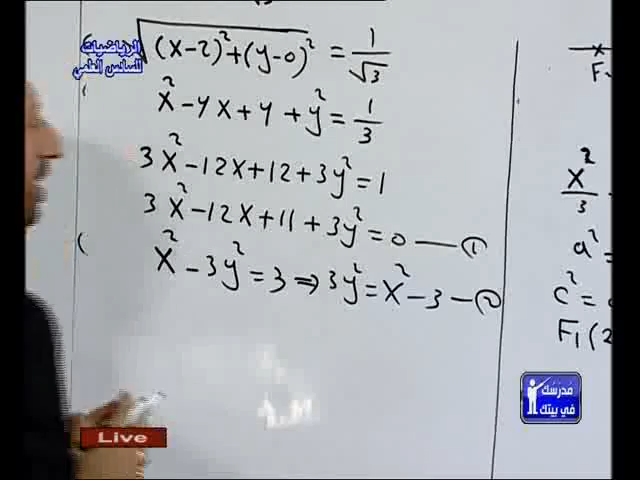 الرياضيات
للسادس العلمي
√(x-2)²+(y-0)² = 1/√3
x²-4x+4+y² = 1/3
3x²-12x+12+3y²=1
3x²-12x+11+3y²=0 —①
x²-3y²=3⇒3y²=x²-3—②
x²/3
a²=
c²=
F₁(2
مدرسك
في بيتك
Live